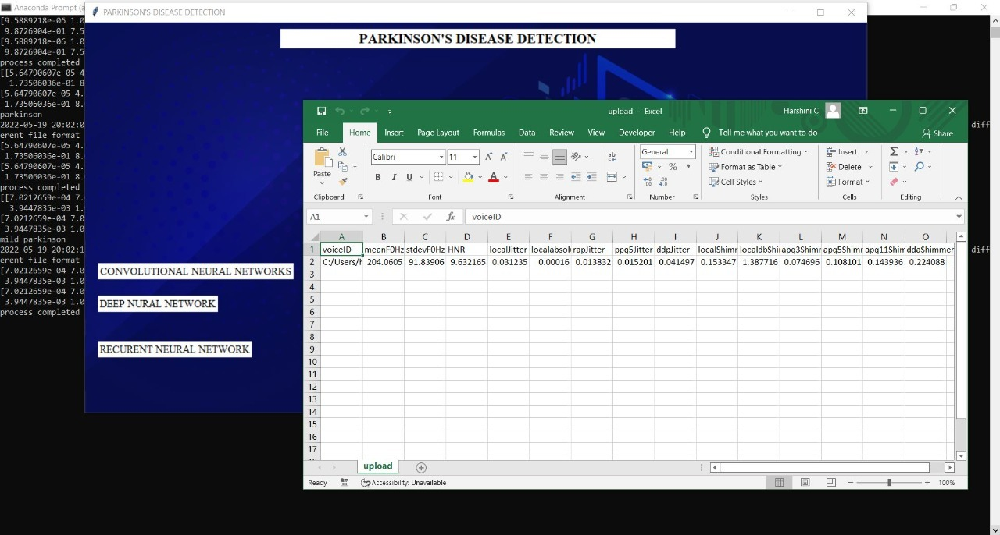 Anaconda Prompt (a
[9.5889218e-06 1.0
9.8726904e-01 7.5
[9.5889218e-06 1.0
9.8726904e-01 7.5
process completed
[[5.64790607e-05 4
1.73506036e-01 8
[5.64790607e-05 4.
1.73506036e-01 8.
parkinson
2022-05-19 20:02:0
erent file format
[5.64790607e-05 4.
1.73506036e-01 8.
[5.64790607e-05 4.
1.73506036e-01 8.
process completed
[[7.0212659e-04 7.
3.9447835e-03 1.
[7.0212659e-04 7.0
3.9447835e-03 1.0
mild parkinson
2022-05-19 20:02:1
erent file format
[7.0212659e-04 7.0
3.9447835e-03 1.0
[7.0212659e-04 7.0
3.9447835e-03 1.0
process completed
diff
diff
PARKINSON'S DISEASE DETECTION
PARKINSON'S DISEASE DETECTION
CONVOLUTIONAL NEURAL NETWORKS
DEEP NURAL NETWORK
RECURENT NEURAL NETWORK
upload - Excel Harshini C
File Home Insert Page Layout Formulas Data Review View Developer Help Tell me what you want to do Share
Calibri 11 General Conditional Formatting Insert
Paste B I U Format as Table Delete
Cell Styles Format
Clipboard Font Alignment Number Styles Cells Editing
A1 fx voiceID
A B C D E F G H I J K L M N O
1 voiceID meanF0Hz stdevF0Hz HNR localJitter localabsol rapJitter ppq5Jitter ddpJitter localShimr localdbShi apq3Shimr apq5Shimr apq11Shim ddaShimmer
2 C:/Users/h 204.0605 91.83906 9.632165 0.031235 0.00016 0.013832 0.015201 0.041497 0.153347 1.387716 0.074696 0.108101 0.143936 0.224088
3
4
5
6
7
8
9
10
11
12
13
14
15
16
17
upload
Ready Accessibility: Unavailable 100%